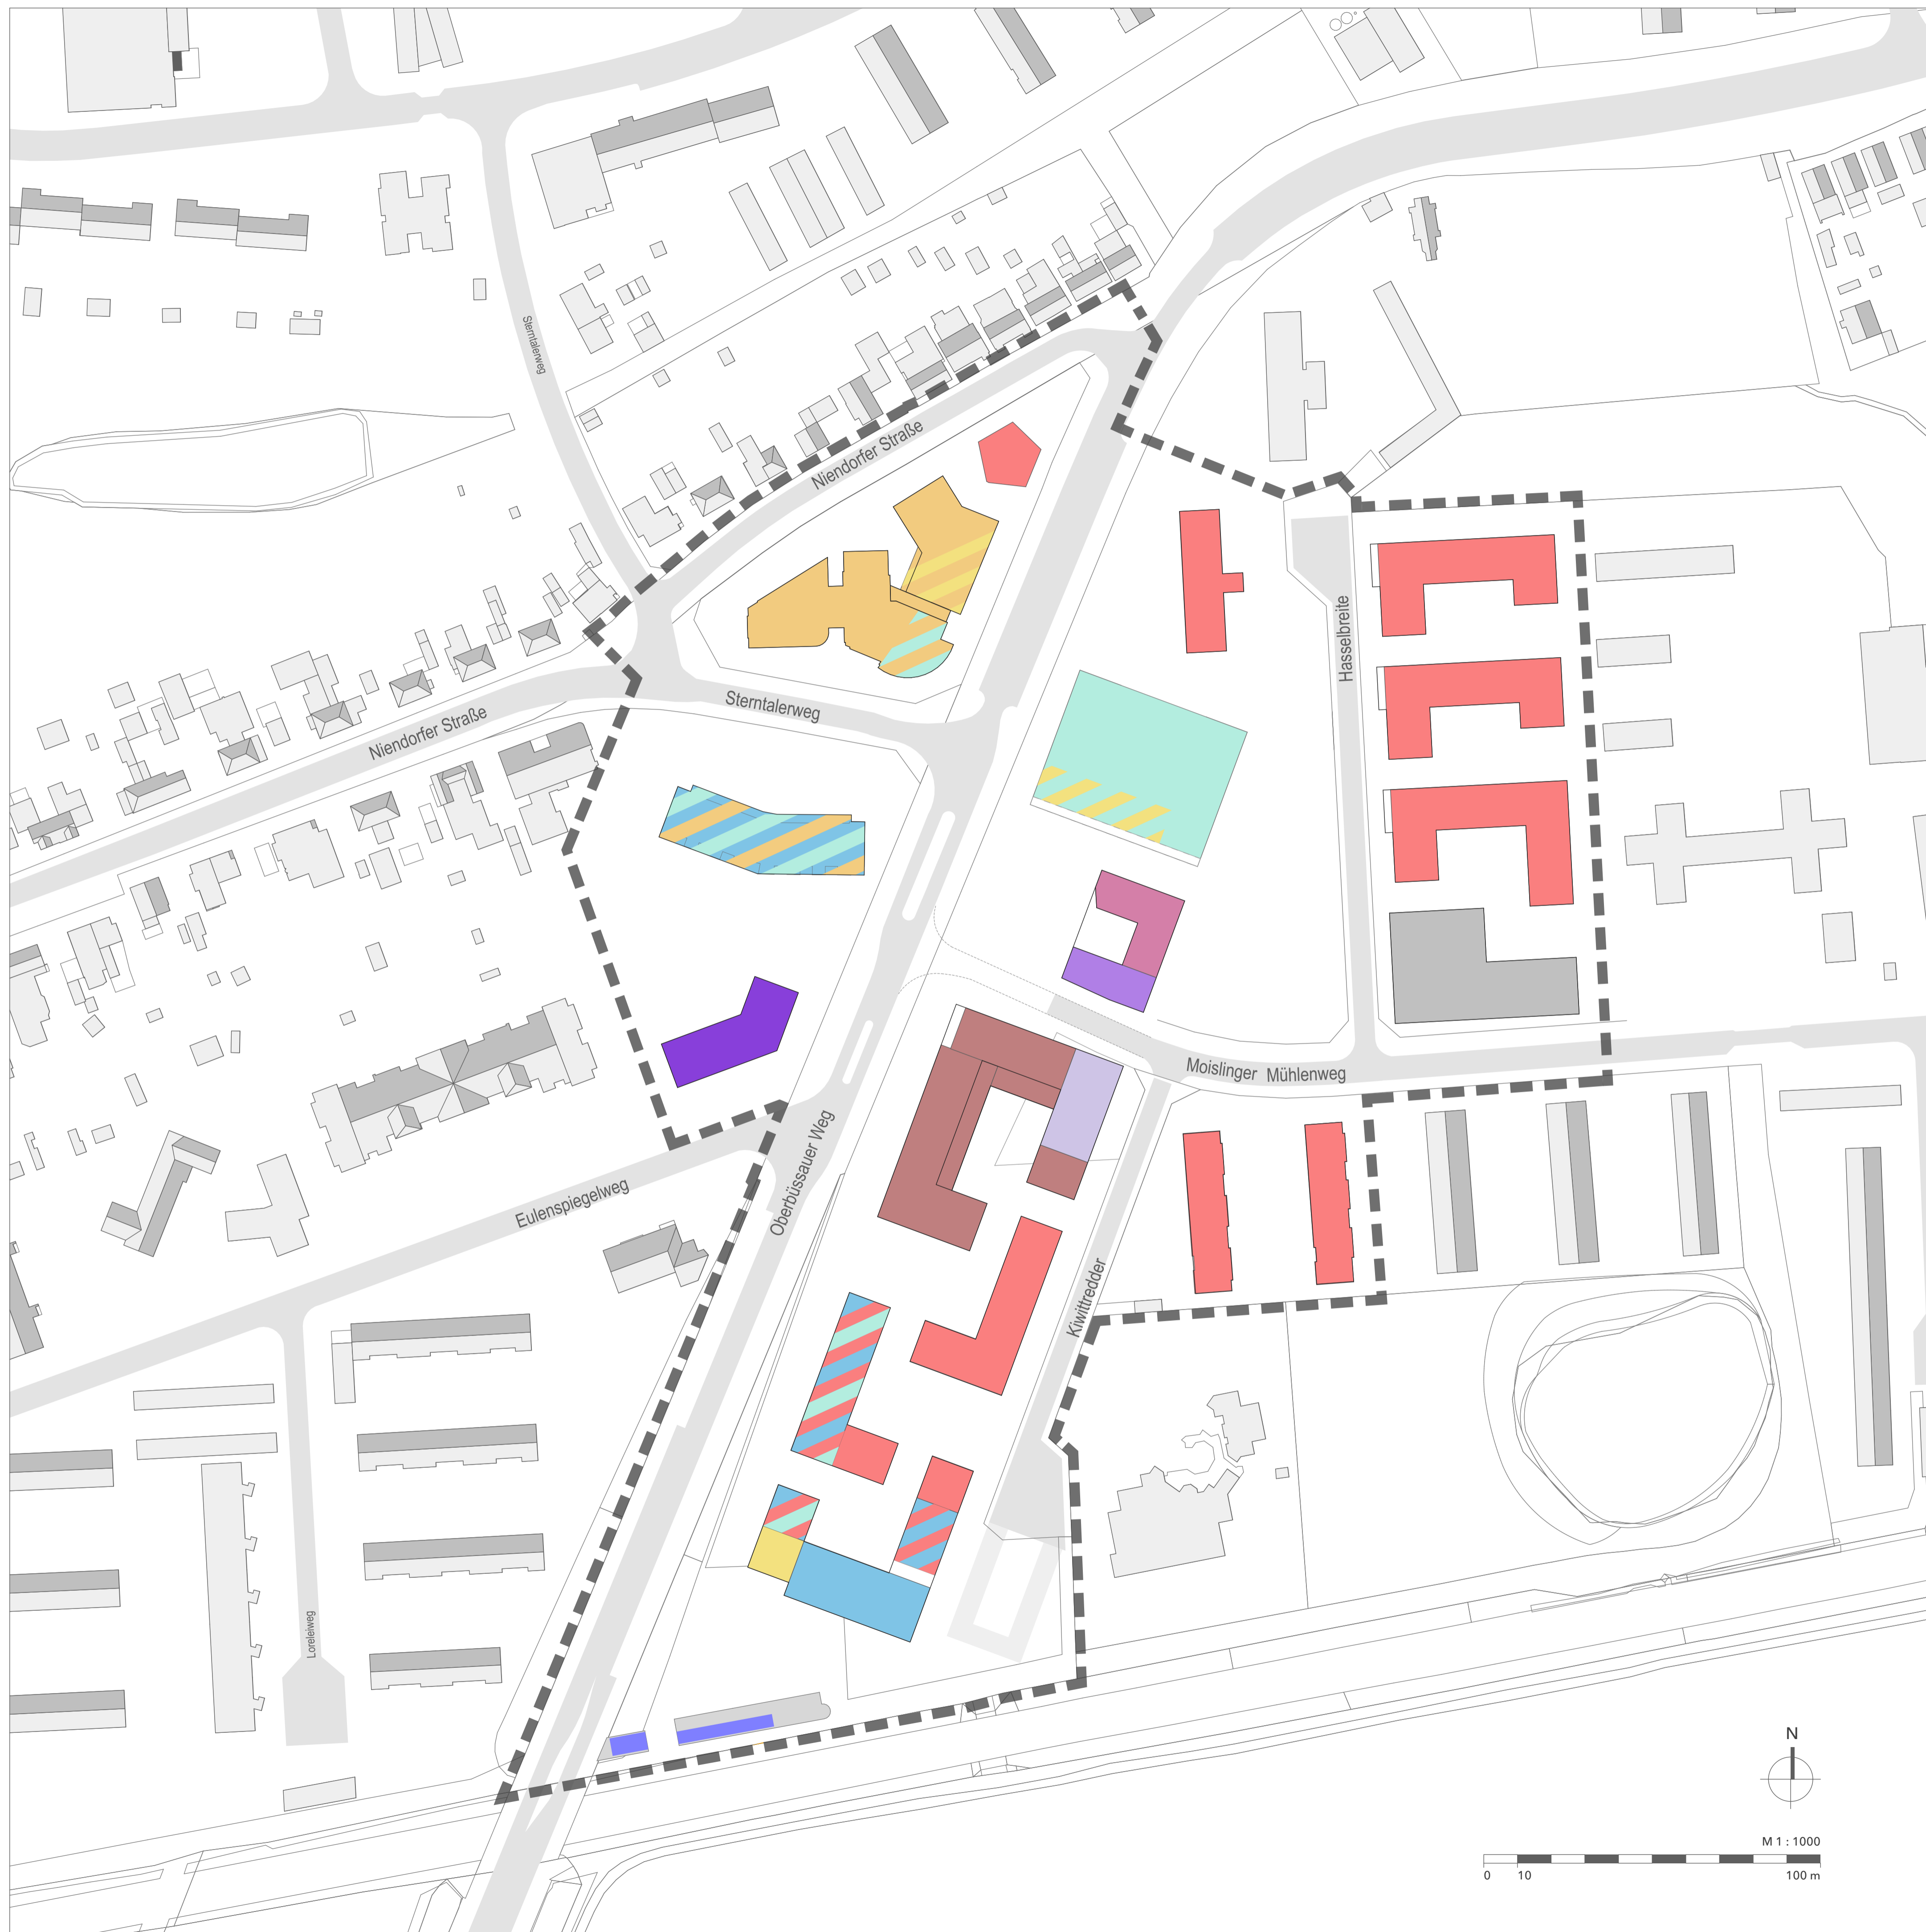 Sterntalerweg
Niendorfer Straße
Hasselbreite
Sterntalerweg
Niendorfer Straße
Moislinger Mühlenweg
Oberbüssauer Weg
Eulenspiegelweg
Kiwittredder
Loreleiweg
N
M 1 : 1000
0 10 100 m